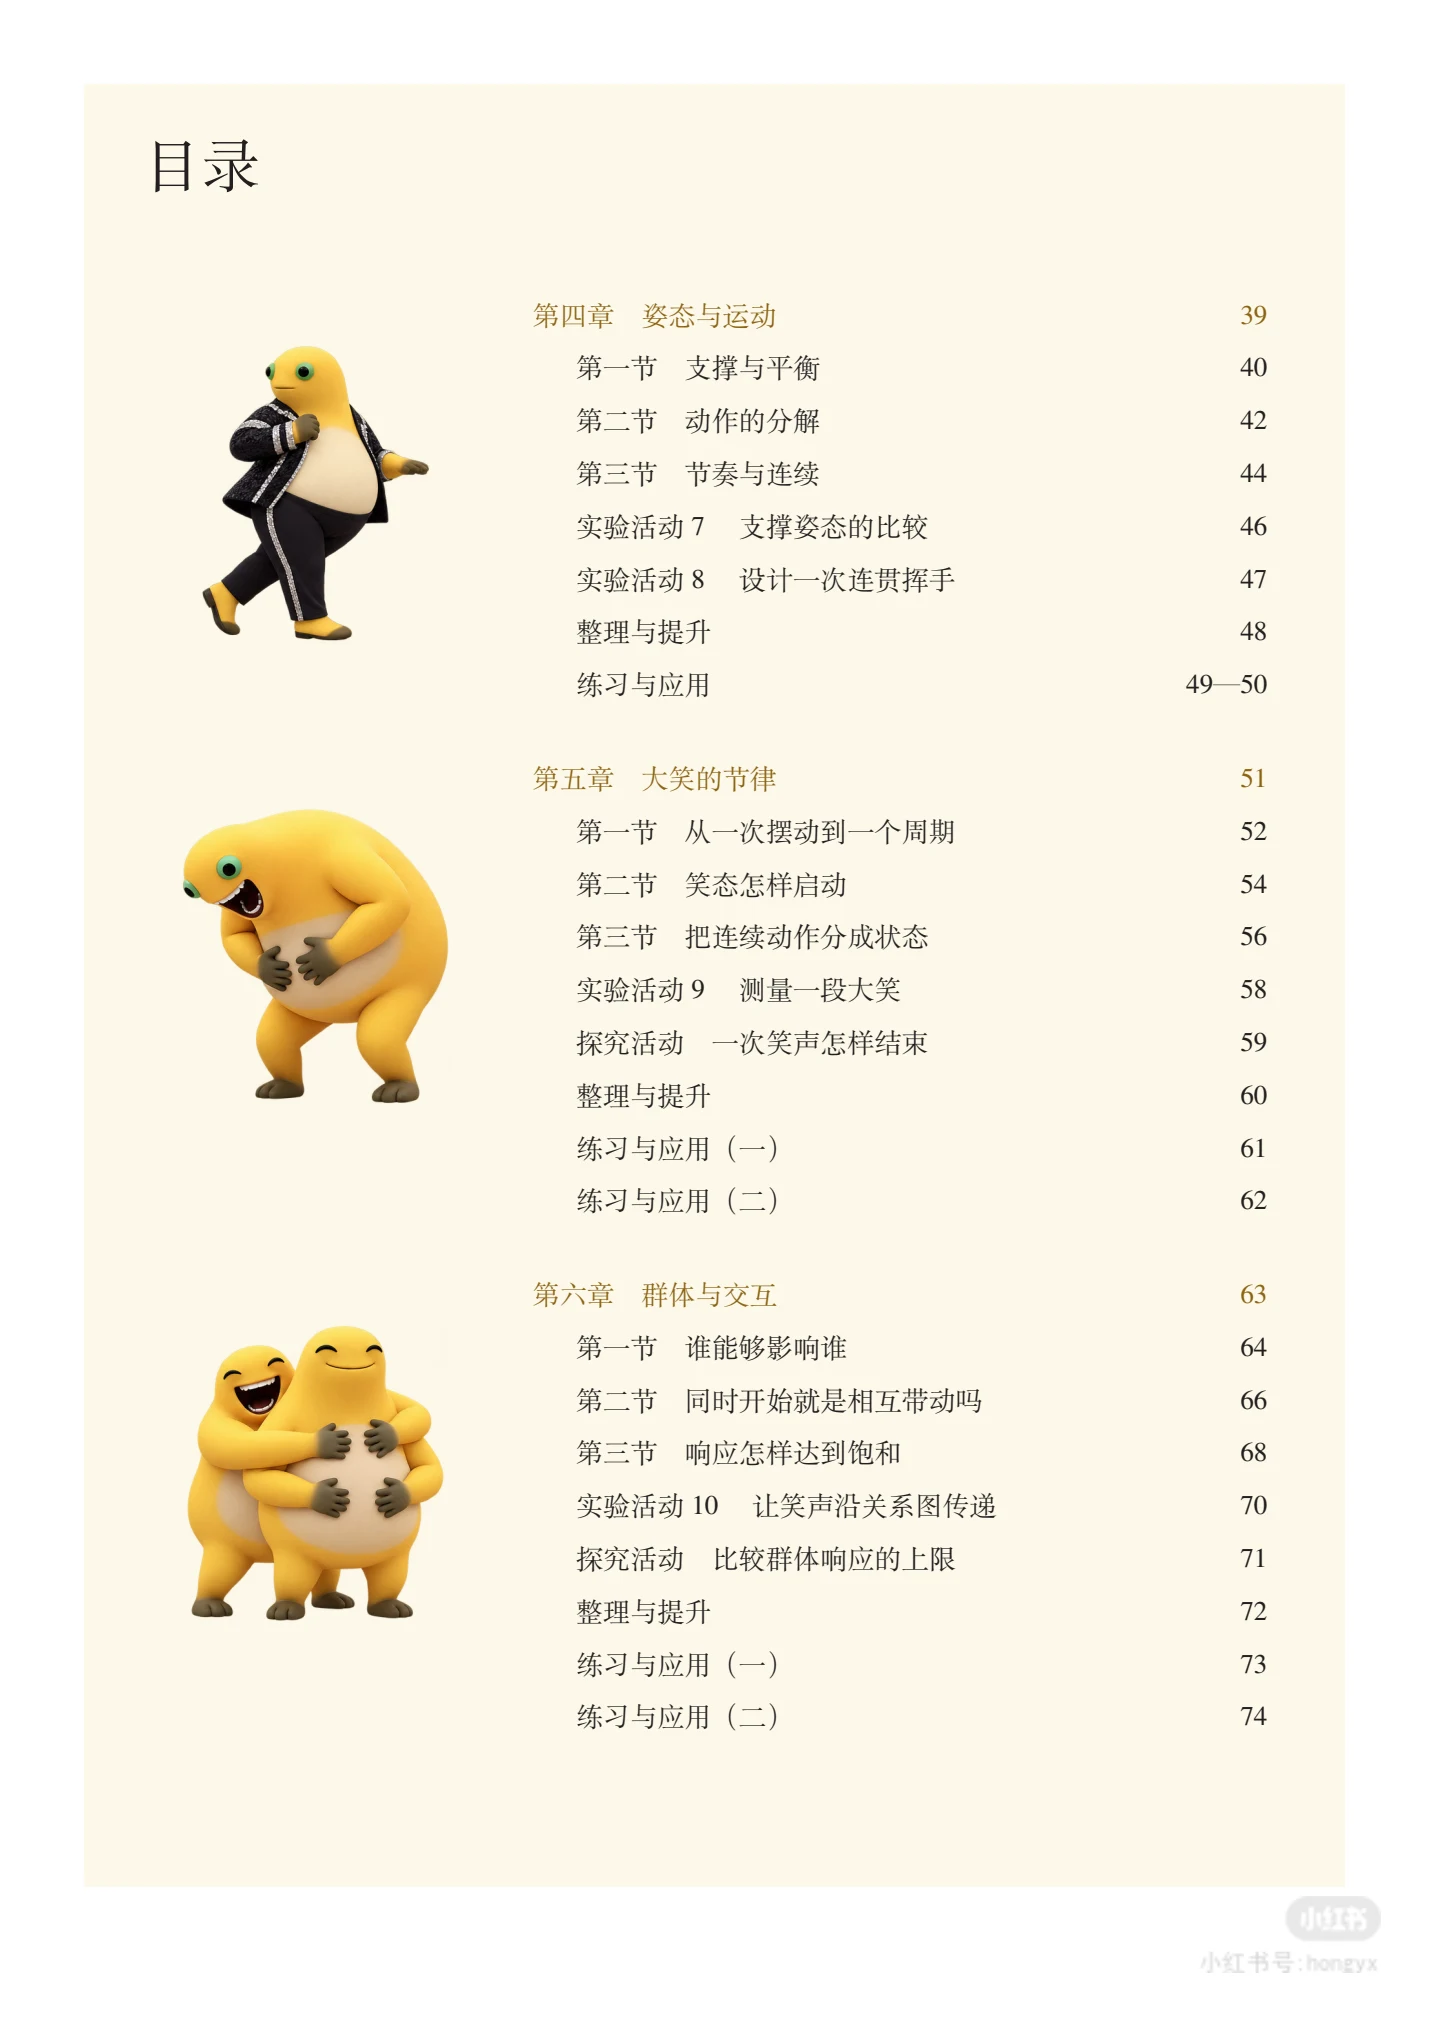 目录
第四章 姿态与运动 39
第一节 支撑与平衡 40
第二节 动作的分解 42
第三节 节奏与连续 44
实验活动 7 支撑姿态的比较 46
实验活动 8 设计一次连贯挥手 47
整理与提升 48
练习与应用 49—50
第五章 大笑的节律 51
第一节 从一次摆动到一个周期 52
第二节 笑态怎样启动 54
第三节 把连续动作分成状态 56
实验活动 9 测量一段大笑 58
探究活动 一次笑声怎样结束 59
整理与提升 60
练习与应用（一） 61
练习与应用（二） 62
第六章 群体与交互 63
第一节 谁能够影响谁 64
第二节 同时开始就是相互带动吗 66
第三节 响应怎样达到饱和 68
实验活动 10 让笑声沿关系图传递 70
探究活动 比较群体响应的上限 71
整理与提升 72
练习与应用（一） 73
练习与应用（二） 74
小红书
小红书号:hongyx